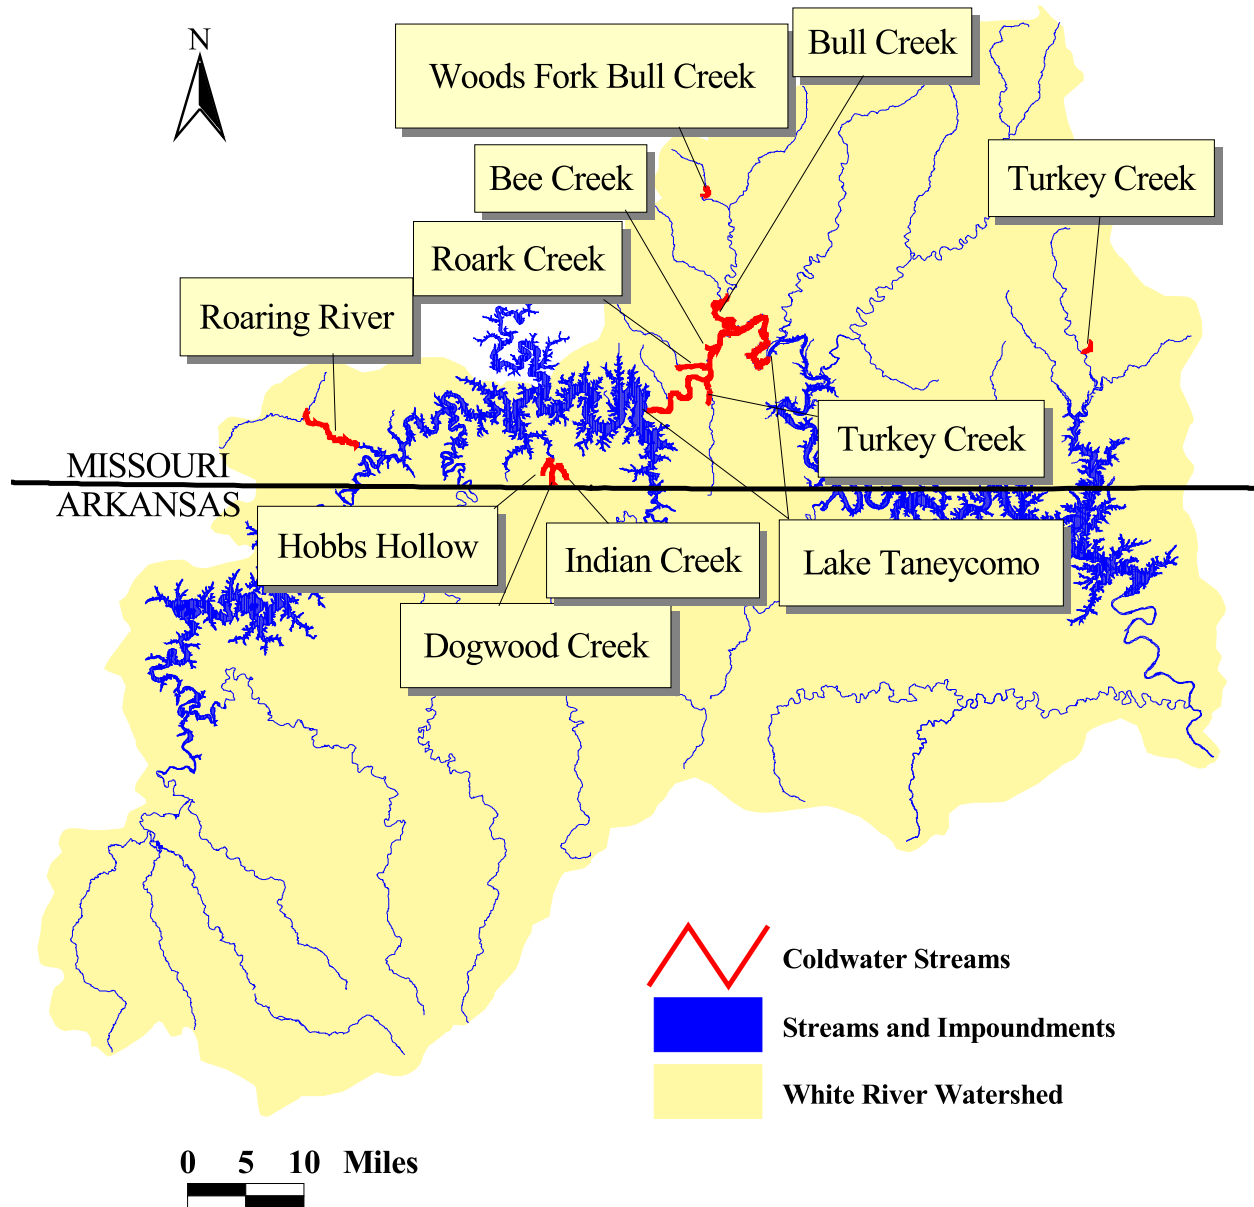 N
Bull Creek
Woods Fork Bull Creek
Bee Creek
Turkey Creek
Roark Creek
Roaring River
Turkey Creek
MISSOURI
ARKANSAS
Hobbs Hollow
Indian Creek
Lake Taneycomo
Dogwood Creek
Coldwater Streams
Streams and Impoundments
White River Watershed
0 5 10 Miles